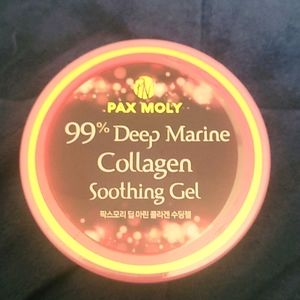 PAX MOLY
99% Deep Marine
Collagen
Soothing Gel
팍스모리 딥 마린 콜라겐 수딩젤